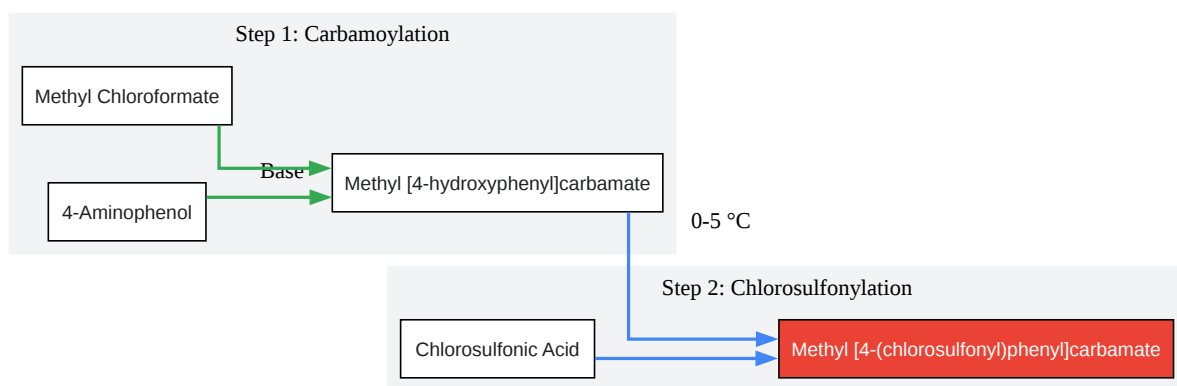 Step 1: Carbamoylation
Methyl Chloroformate
Base
Methyl [4-hydroxyphenyl]carbamate
4-Aminophenol
0-5 °C
Step 2: Chlorosulfonylation
Chlorosulfonic Acid
Methyl [4-(chlorosulfonyl)phenyl]carbamate